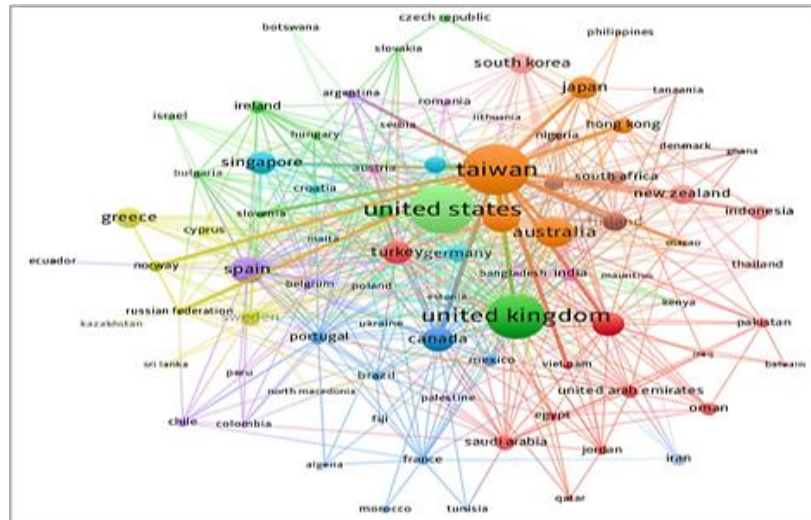 czech republic
botswana
philippines
slovakia
south korea
argentina
japan
tanzania
romania
ireland
israel
lithuania
serbia
hong kong
hungary
nigeria
denmark
ghana
singapore
austria
taiwan
bulgaria
south africa
croatia
new zealand
united states
indonesia
greece
slovenia
finland
cyprus
australia
malta
macao
turkey
germany
ecuador
norway
spain
thailand
bangladesh
india
mauritius
belgium
poland
estonia
kenya
russian federation
sweden
united kingdom
kazakhstan
ukraine
pakistan
portugal
canada
iraq
sri lanka
mexico
vietnam
bahrain
peru
brazil
north macedonia
united arab emirates
palestine
chile
colombia
fiji
egypt
oman
saudi arabia
jordan
algeria
france
iran
qatar
morocco
tunisia